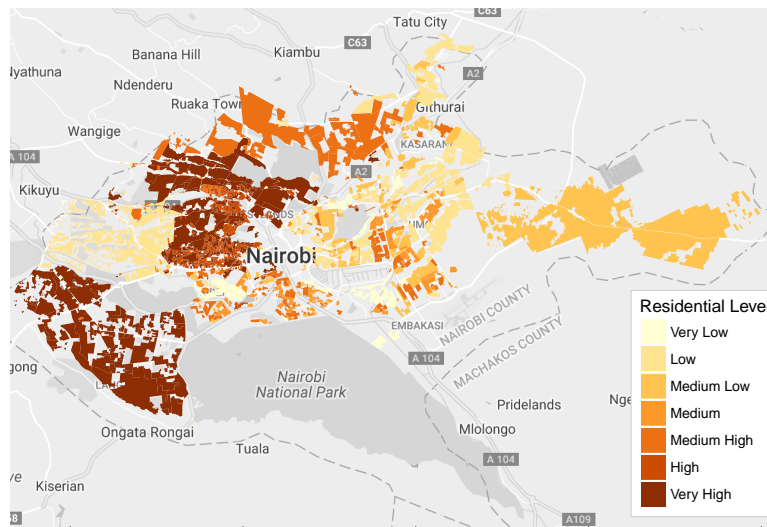 Tatu City
C63
C63
Banana Hill
Kiambu
Nyathuna
A2
Ndenderu
Ruaka Town
Githurai
Wangige
KASARANI
A 104
A2
Kikuyu
Nairobi
EMBAKASI
NAIROBI COUNTY
MACHAKOS COUNTY
A 104
Nairobi
National Park
Pridelands
Ongata Rongai
Mlolongo
Tuala
A 104
Kiserian
A109
Residential Level
Very Low
Low
Medium Low
Medium
Medium High
High
Very High